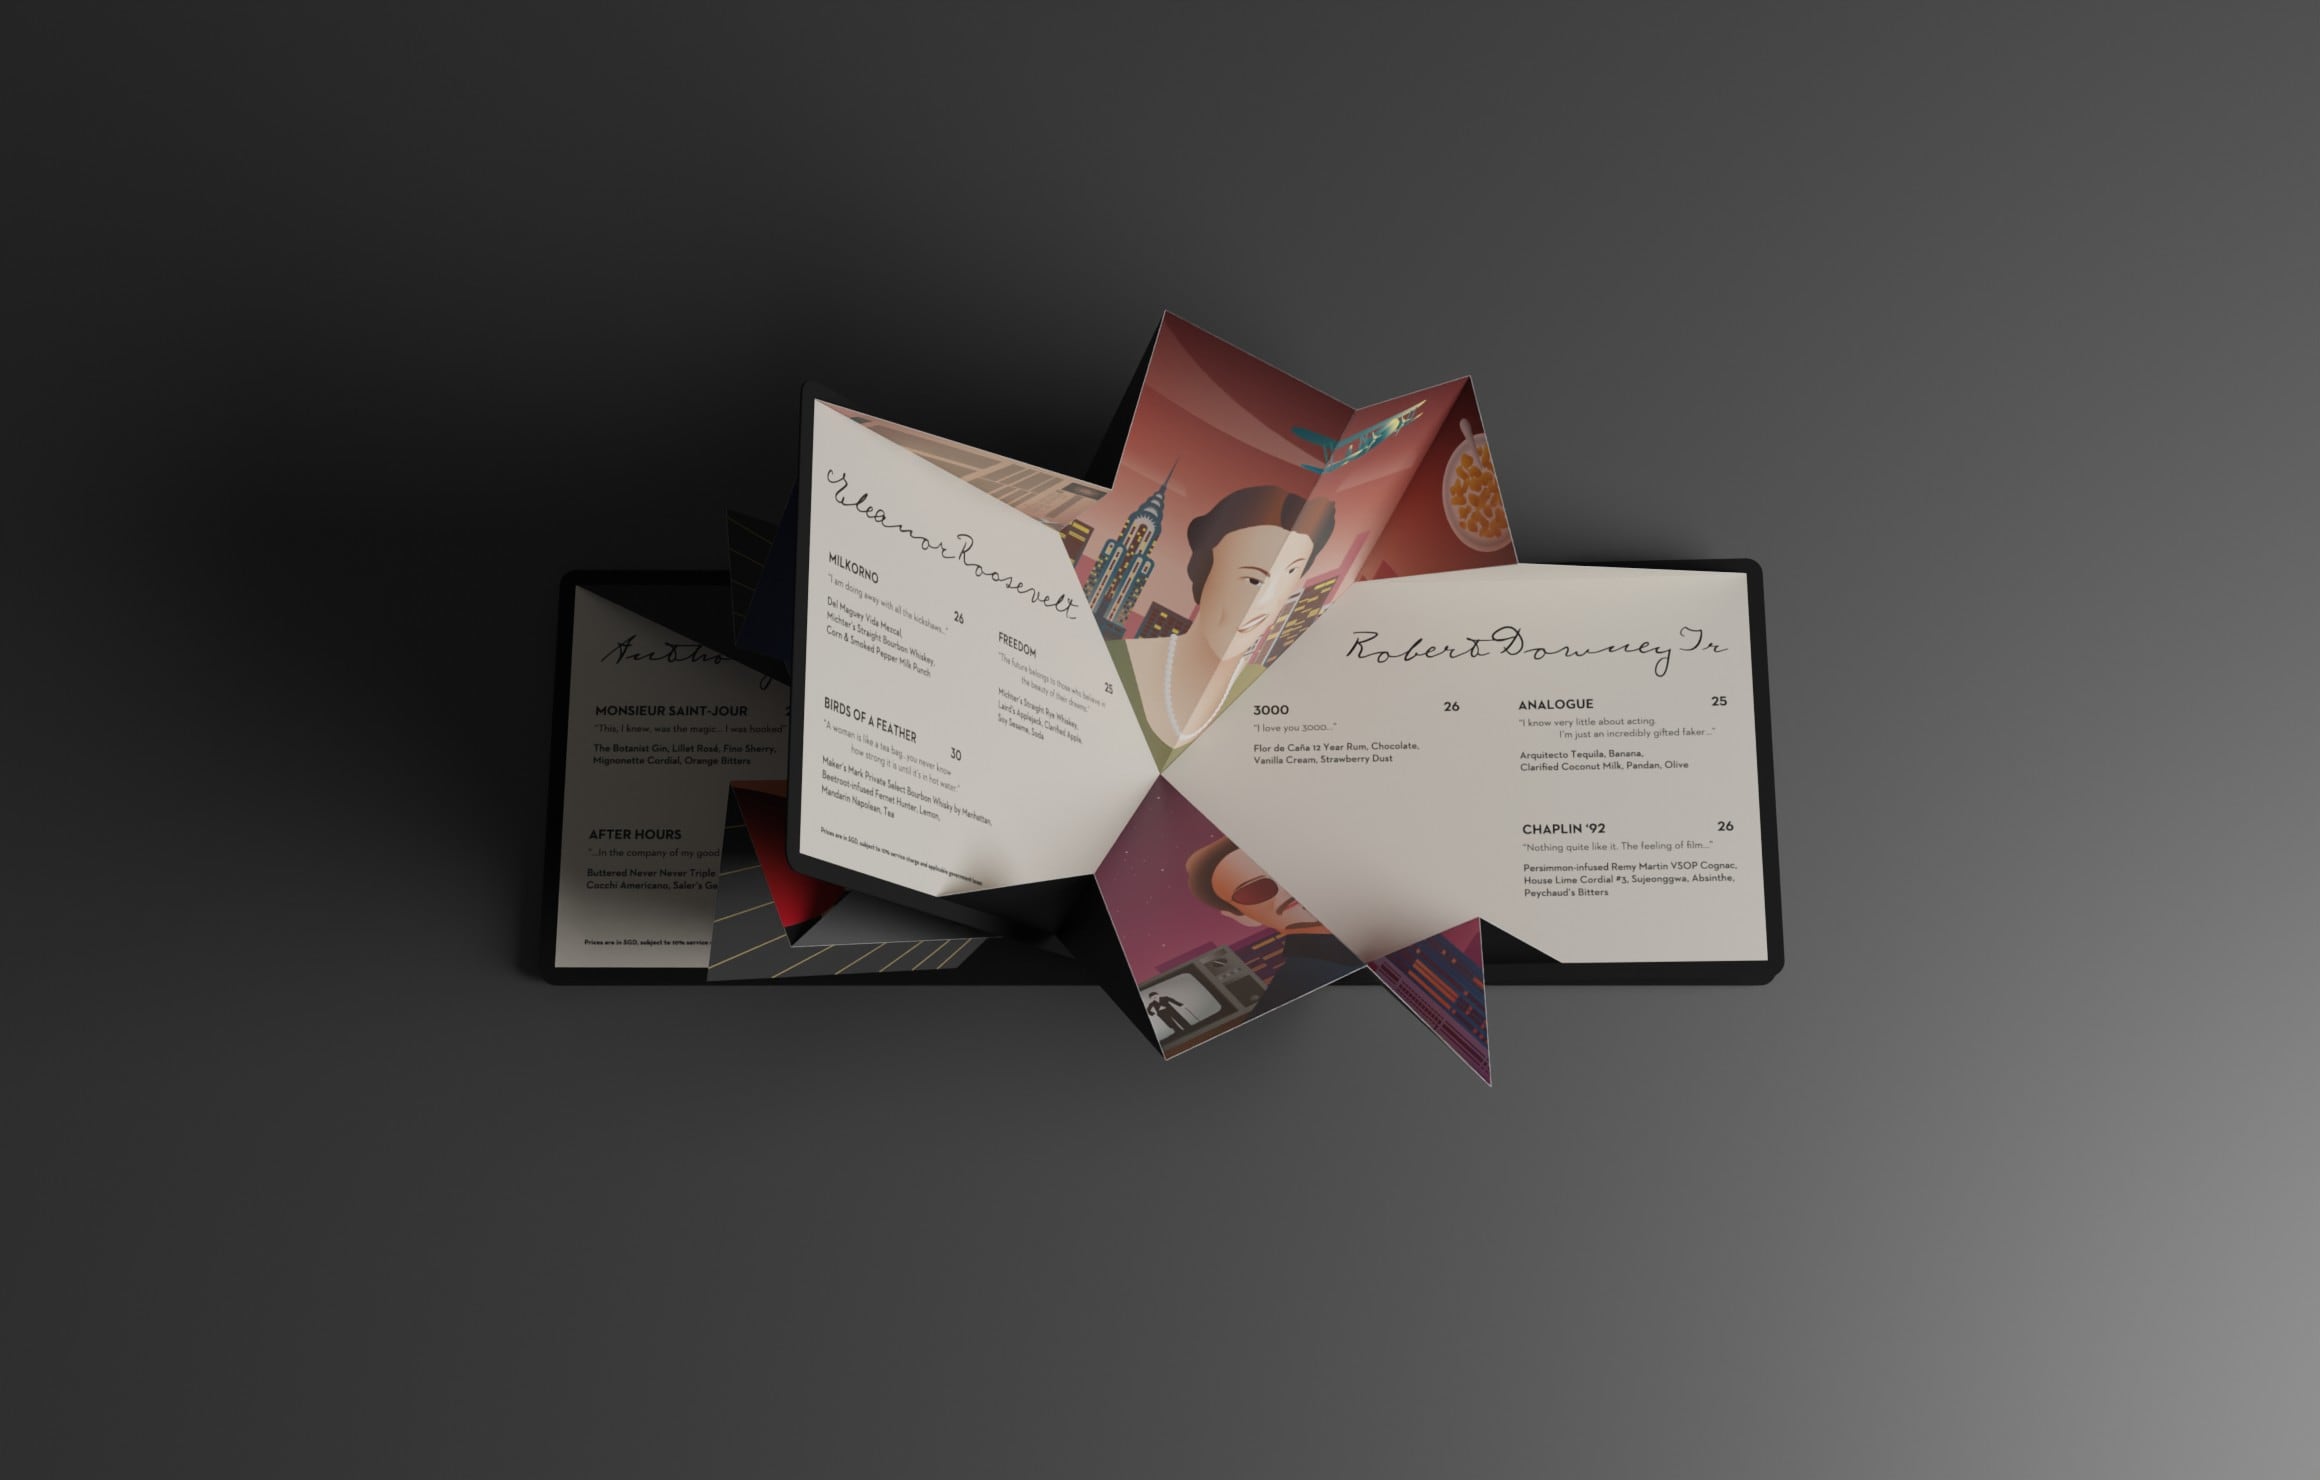 Eleanor Roosevelt
MILKORNO
26
"I am doing away with all the kickshaws..."
Del Maguey Vida Mezcal,
Michter's Straight Bourbon Whiskey,
Corn & Smoked Pepper Milk Punch
FREEDOM
25
"The future belongs to those who believe in
the beauty of their dreams."
Michter's Straight Rye Whiskey,
Laird's Applejack, Clarified Apple,
Soy Sesame, Soda
BIRDS OF A FEATHER
30
"A woman is like a tea bag...you never know
how strong it is until it's in hot water."
Maker's Mark Private Select Bourbon Whisky by Manhattan,
Beetroot-infused Fernet Hunter, Lemon,
Mandarin Napolean, Tea
Prices are in SGD, subject to 10% service charge and applicable government taxes.
Robert Downey Jr
3000 26
"I love you 3000..."
Flor de Caña 12 Year Rum, Chocolate,
Vanilla Cream, Strawberry Dust
ANALOGUE 25
"I know very little about acting.
I'm just an incredibly gifted faker..."
Arquitecto Tequila, Banana,
Clarified Coconut Milk, Pandan, Olive
CHAPLIN '92 26
"Nothing quite like it. The feeling of film..."
Persimmon-infused Remy Martin VSOP Cognac,
House Lime Cordial #3, Sujeonggwa, Absinthe,
Peychaud's Bitters
Antho
MONSIEUR SAINT-JOUR 2
"This, I knew, was the magic... I was hooked"
The Botanist Gin, Lillet Rosé, Fino Sherry,
Mignonette Cordial, Orange Bitters
AFTER HOURS
"...In the company of my good
Buttered Never Never Triple
Cocchi Americano, Saler's Ge
Prices are in SGD, subject to 10% service